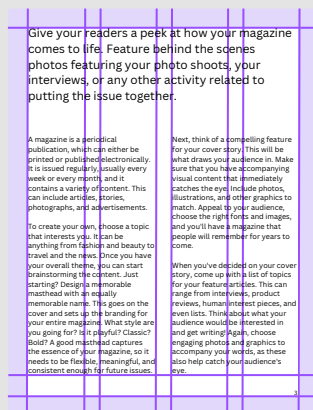 Give your readers a peek at how your magazine
comes to life. Feature behind the scenes
photos featuring your photo shoots, your
interviews, or any other activity related to
putting the issue together.
A magazine is a periodical
publication, which can either be
printed or published electronically.
It is issued regularly, usually every
week or every month, and it
contains a variety of content. This
can include articles, stories,
photographs, and advertisements.
To create your own, choose a topic
that interests you. It can be
anything from fashion and beauty to
travel and the news. Once you have
your overall theme, you can start
brainstorming the content. Just
starting? Design a memorable
masthead with an equally
memorable name. This goes on the
cover and sets up the branding for
your entire magazine. What style are
you going for? Is it playful? Classic?
Bold? A good masthead captures
the essence of your magazine, so it
needs to be flexible, meaningful, and
consistent enough for future issues.
Next, think of a compelling feature
for your cover story. This will be
what draws your audience in. Make
sure that you have accompanying
visual content that immediately
catches the eye. Include photos,
illustrations, and other graphics to
match. Appeal to your audience,
choose the right fonts and images,
and you'll have a magazine that
people will remember for years to
come.
When you've decided on your cover
story, come up with a list of topics
for your feature articles. This can
range from interviews, product
reviews, human interest pieces, and
even lists. Think about what your
audience would be interested in
and get writing! Again, choose
engaging photos and graphics to
accompany your words, as these
also help catch your audience's
eye.
3